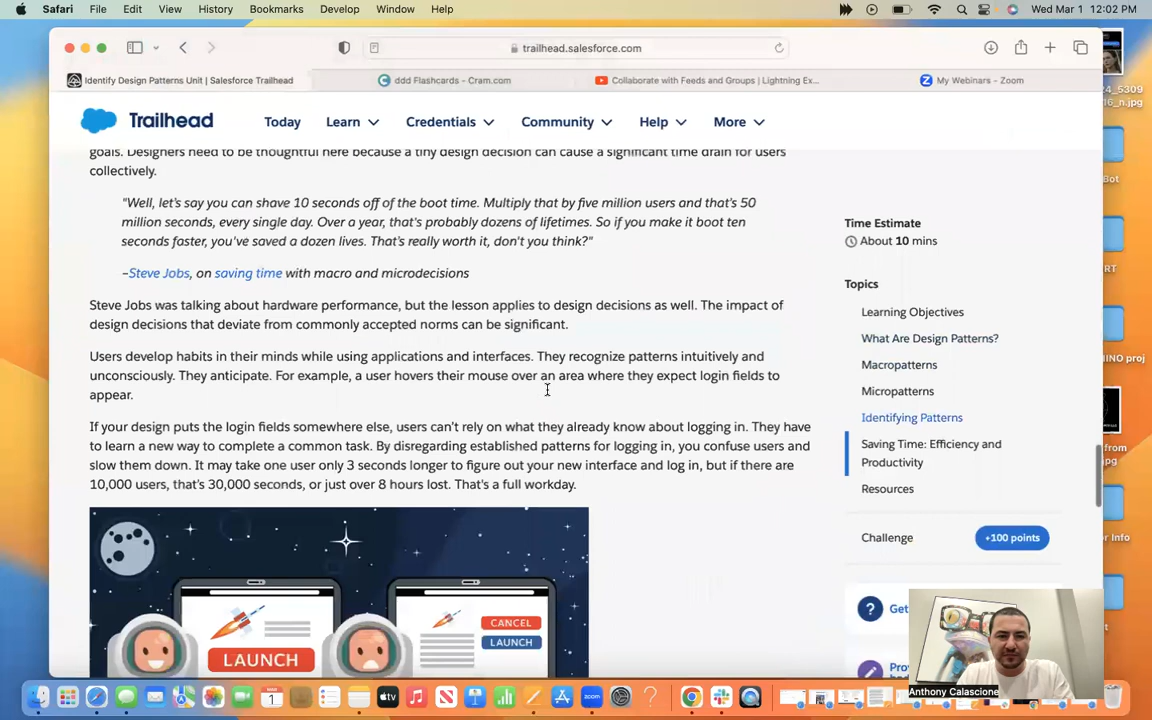 Safari File Edit View History Bookmarks Develop Window Help Wed Mar 1 12:02 PM
trailhead.salesforce.com
Identify Design Patterns Unit | Salesforce Trailhead
ddd Flashcards - Cram.com
Collaborate with Feeds and Groups | Lightning Ex...
My Webinars - Zoom
Trailhead Today Learn Credentials Community Help More
goals. Designers need to be thoughtful here because a tiny design decision can cause a significant time drain for users
collectively.
"Well, let's say you can shave 10 seconds off of the boot time. Multiply that by five million users and that's 50
million seconds, every single day. Over a year, that's probably dozens of lifetimes. So if you make it boot ten
seconds faster, you've saved a dozen lives. That's really worth it, don't you think?"
–Steve Jobs, on saving time with macro and microdecisions
Steve Jobs was talking about hardware performance, but the lesson applies to design decisions as well. The impact of
design decisions that deviate from commonly accepted norms can be significant.
Users develop habits in their minds while using applications and interfaces. They recognize patterns intuitively and
unconsciously. They anticipate. For example, a user hovers their mouse over an area where they expect login fields to
appear.
If your design puts the login fields somewhere else, users can't rely on what they already know about logging in. They have
to learn a new way to complete a common task. By disregarding established patterns for logging in, you confuse users and
slow them down. It may take one user only 3 seconds longer to figure out your new interface and log in, but if there are
10,000 users, that's 30,000 seconds, or just over 8 hours lost. That's a full workday.
LAUNCH
CANCEL
LAUNCH
Time Estimate
About 10 mins
Topics
Learning Objectives
What Are Design Patterns?
Macropatterns
Micropatterns
Identifying Patterns
Saving Time: Efficiency and
Productivity
Resources
Challenge +100 points
Get
Pro
Anthony Calascione
24_5309
16_n.jpg
Bot
RT
INO proj
from
jpg
r Info
t
MAR
1
tv
zoom